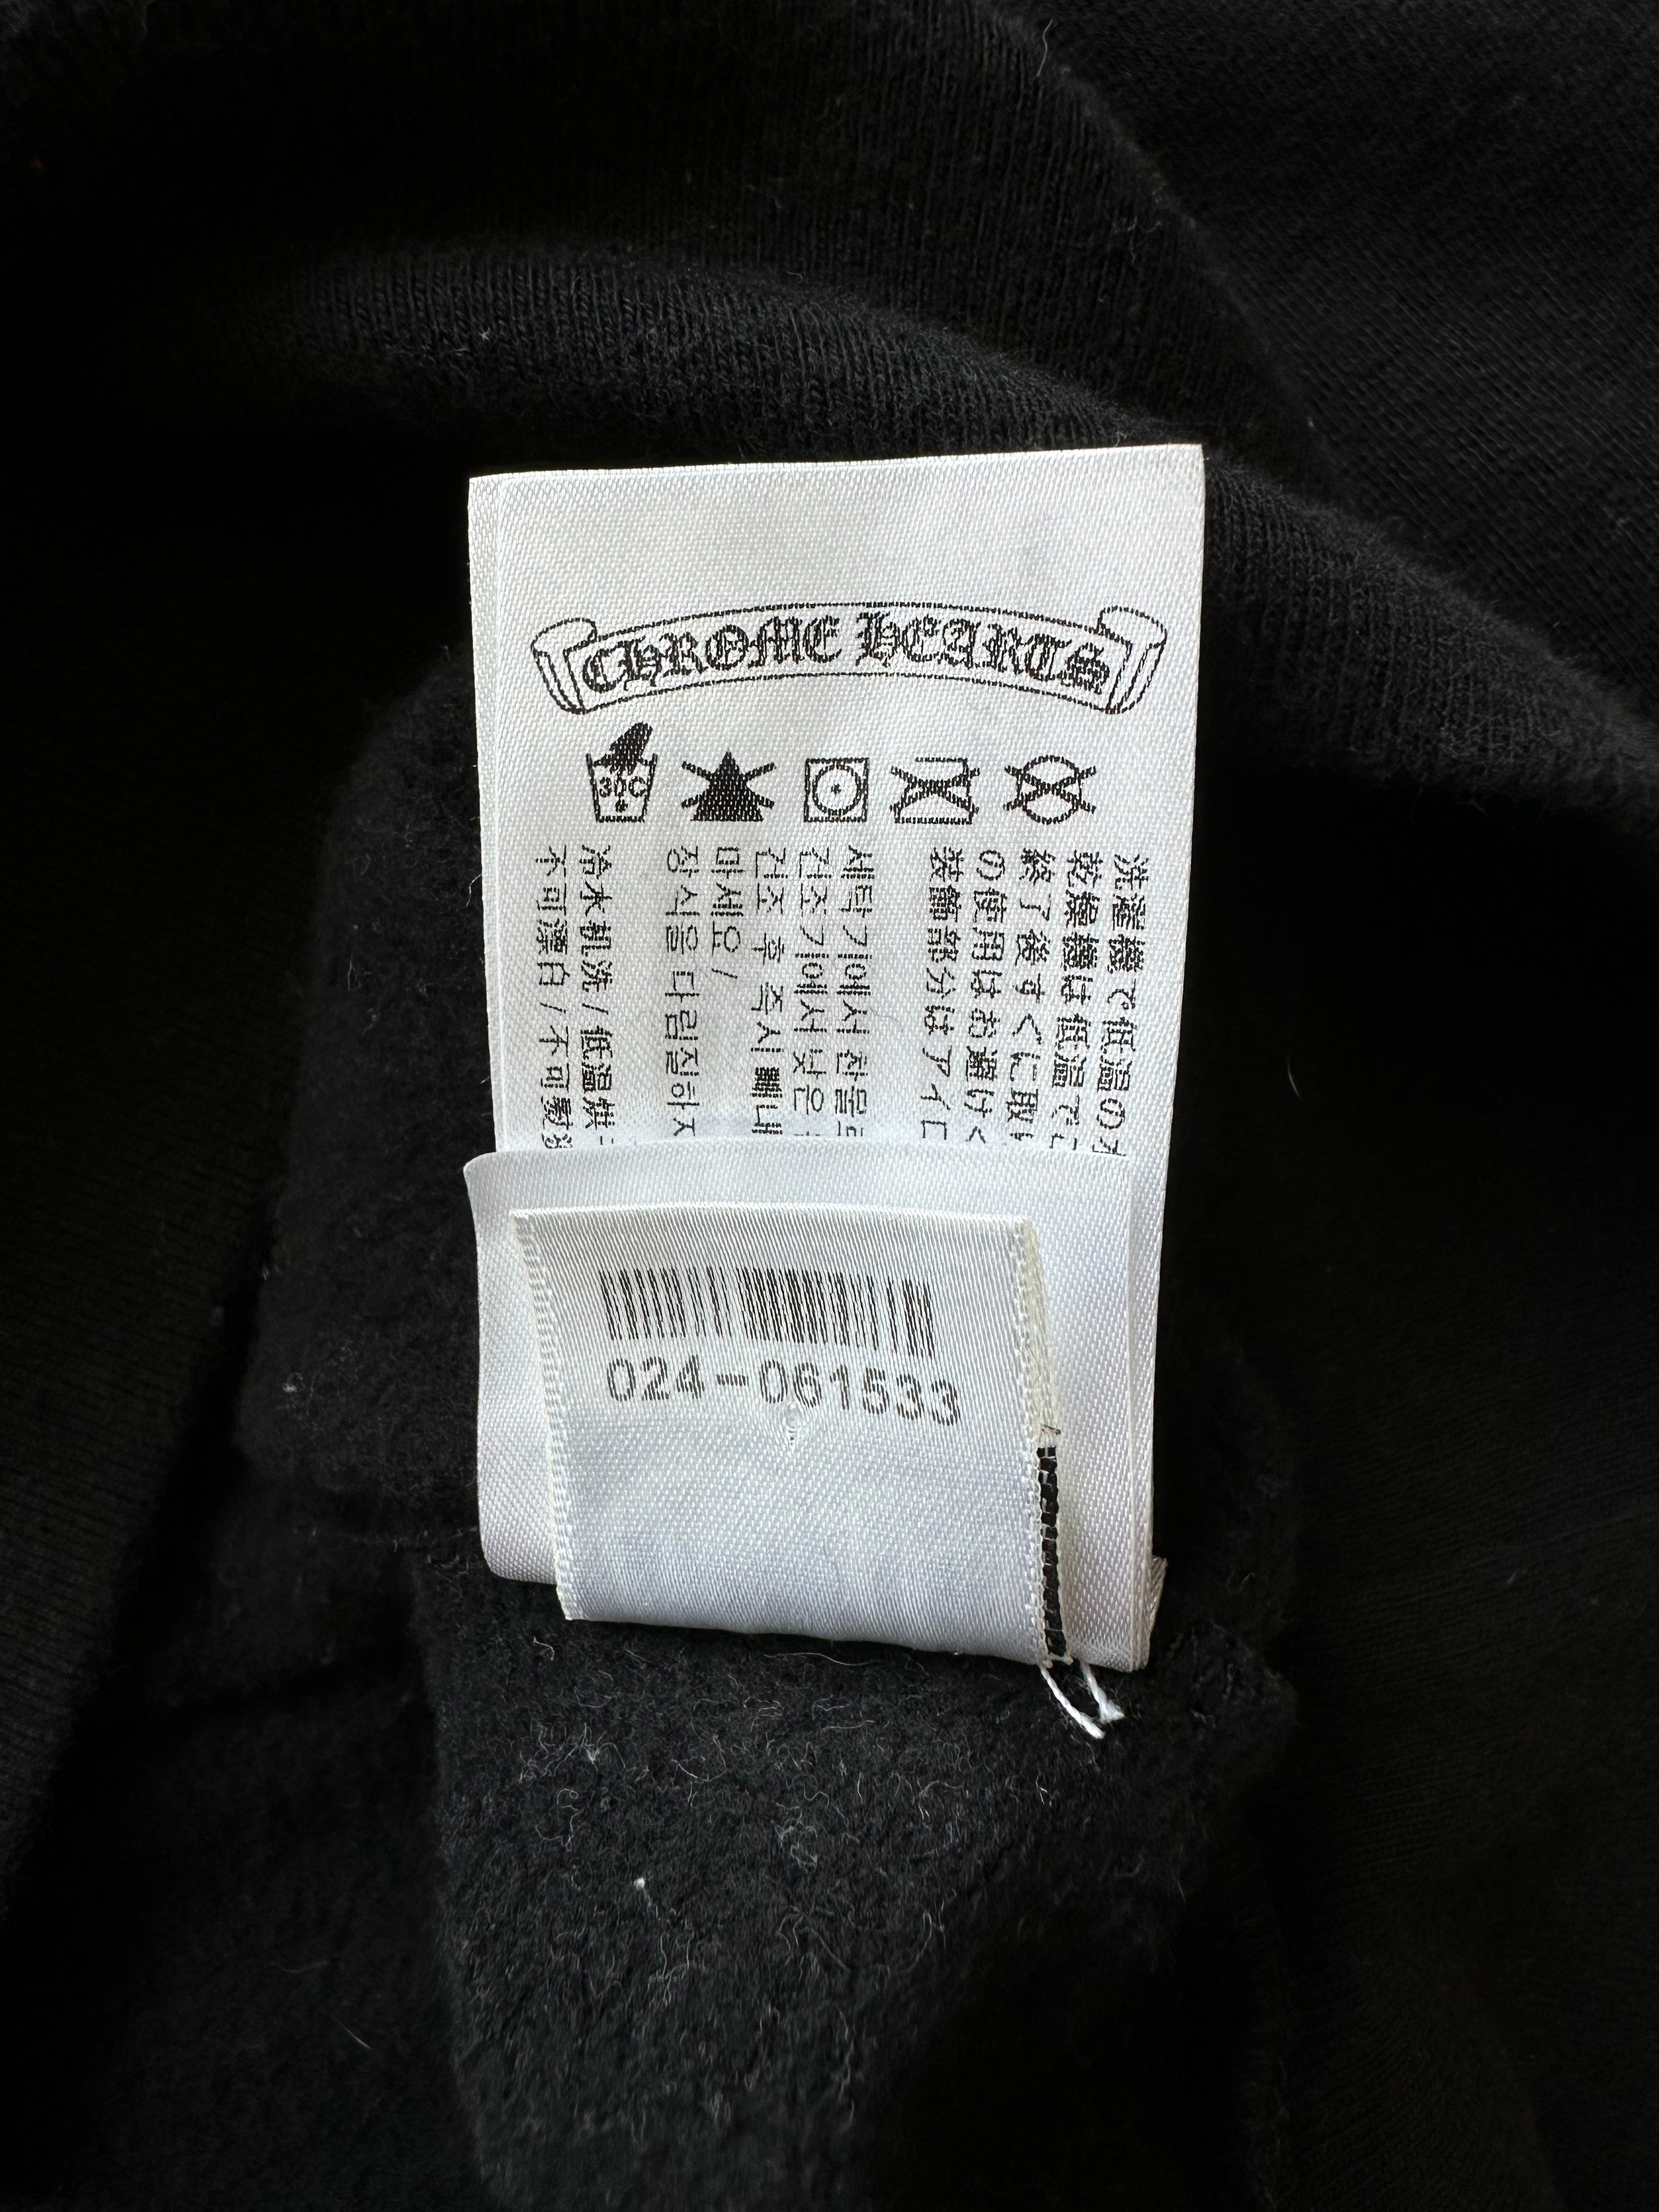 CHROME HEARTS
30C
洗濯機で低温の水
乾燥機は低温で
終了後すぐに取り
の使用はお避けく
装飾部分はアイロ
세탁기에서 찬물
건조기에서 낮은
건조 후 즉시 빼내
마세요/
장식을 다림질하지
冷水机洗/低温烘
不可漂白/不可熨
024-061533